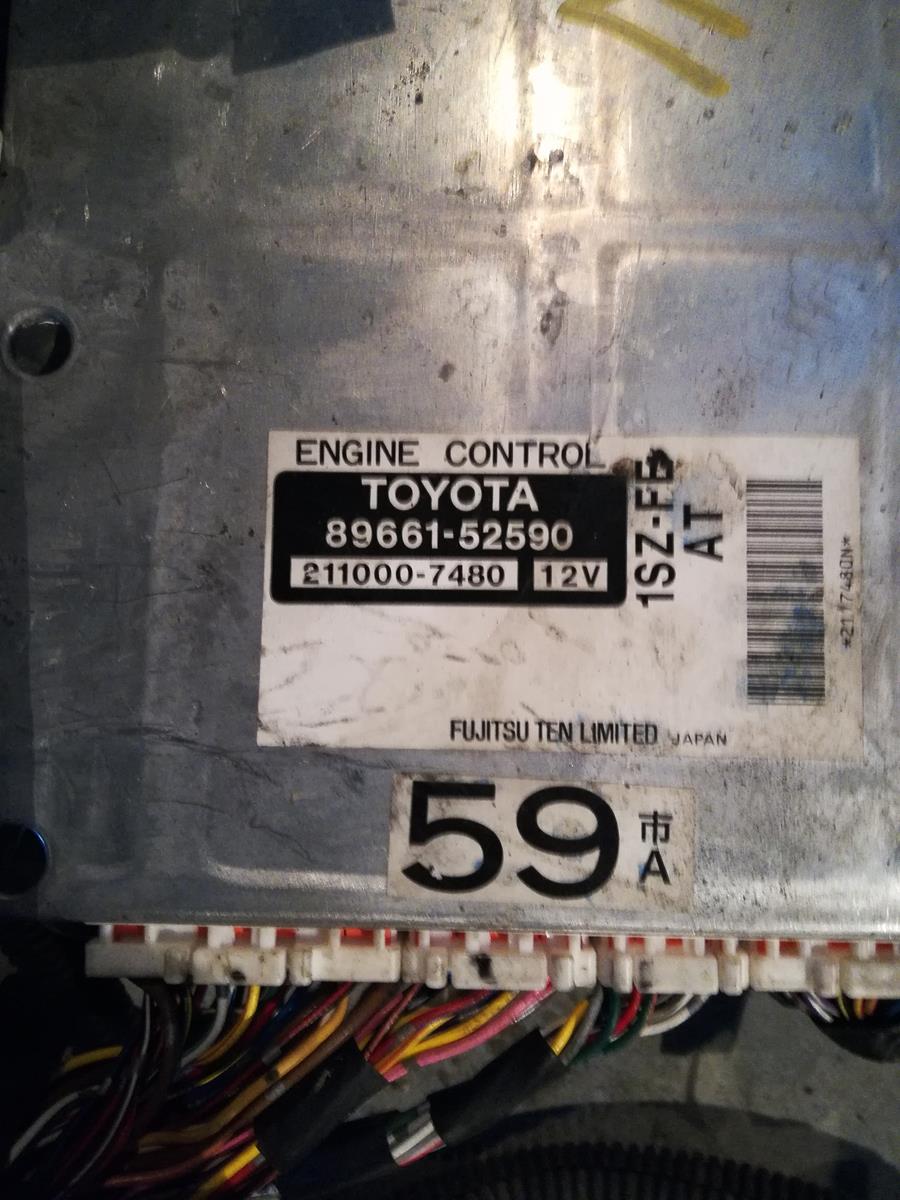 ENGINE CONTROL
TOYOTA
89661-52590
211000-7480 12V
1SZ-FE
AT
FUJITSU TEN LIMITED JAPAN
59 市
A